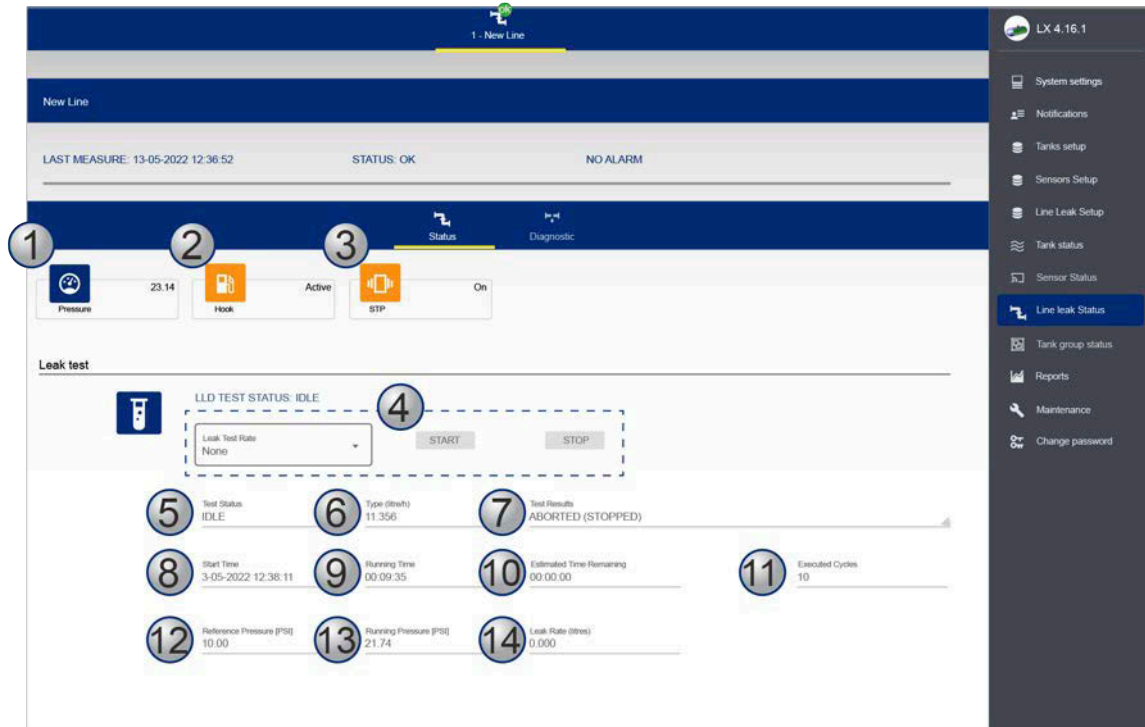 ok
1 - New Line
LX 4.16.1
New Line
LAST MEASURE: 13-05-2022 12:36:52 STATUS: OK NO ALARM
Status Diagnostic
1 2 3
23.14 Active On
Pressure Hook STP
Leak test
LLD TEST STATUS: IDLE
4
Leak Test Rate
None
START STOP
5 Test Status
IDLE
6 Type (litre/h)
11.356
7 Test Results
ABORTED (STOPPED)
8 Start Time
3-05-2022 12:38:11
9 Running Time
00:09:35
10 Estimated Time Remaining
00:00:00
11 Executed Cycles
10
12 Reference Pressure [PSI]
10.00
13 Running Pressure [PSI]
21.74
14 Leak Rate (litres)
0.000
System settings
Notifications
Tanks setup
Sensors Setup
Line Leak Setup
Tank status
Sensor Status
Line leak Status
Tank group status
Reports
Maintenance
Change password